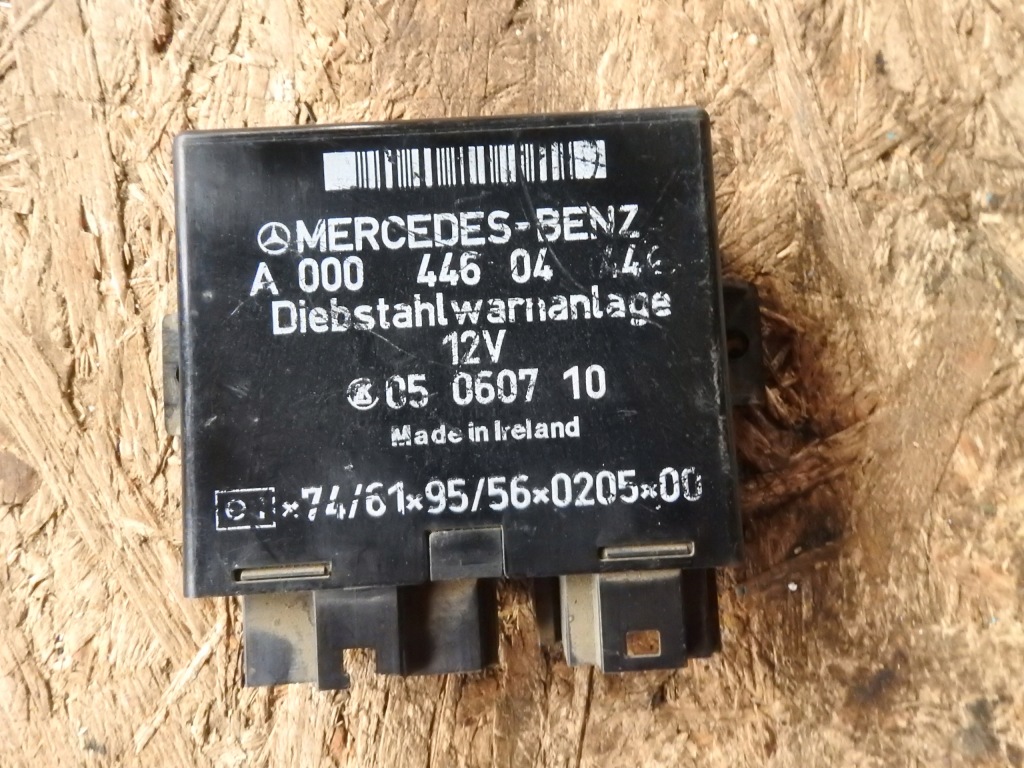 MERCEDES-BENZ
A 000 446 04
Diebstahlwarnanlage
12V
05 0607 10
Made in Ireland
*74/61*95/56*0205*00